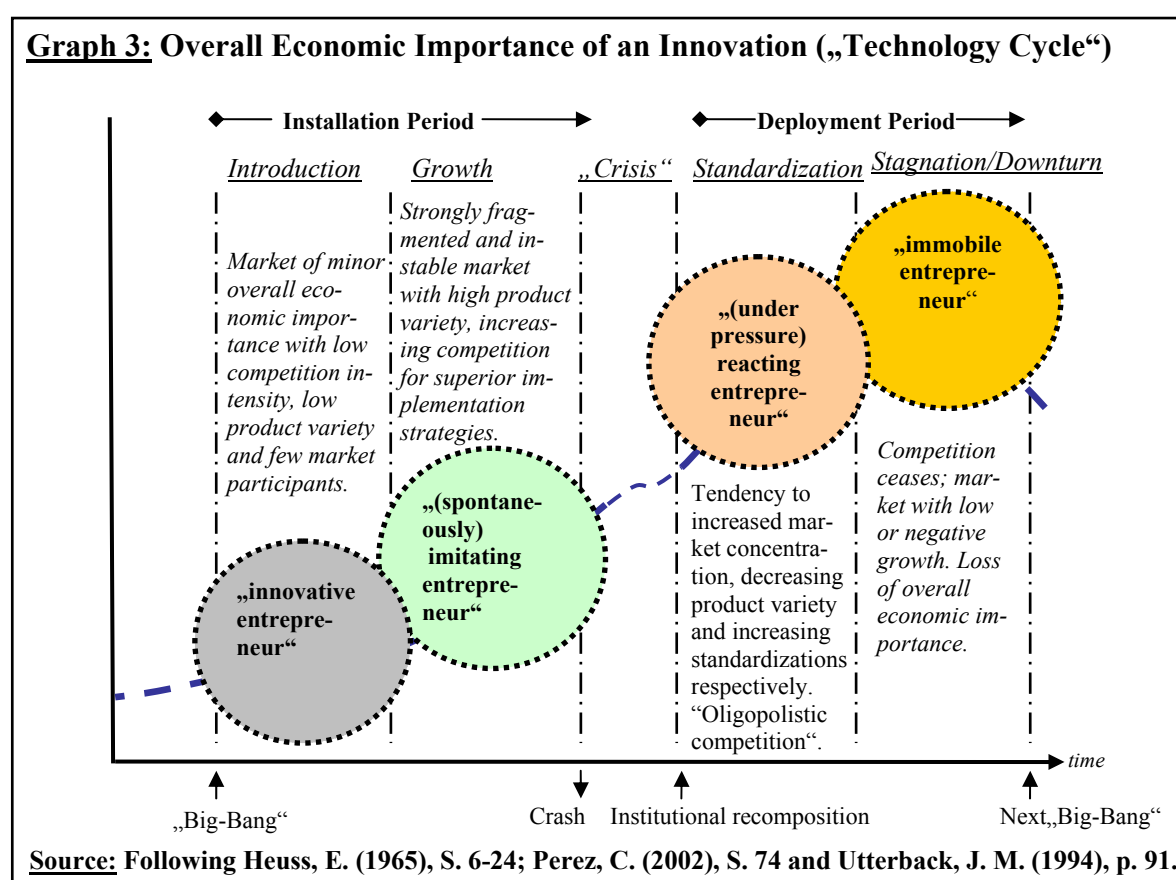 Graph 3: Overall Economic Importance of an Innovation („Technology Cycle“)
Installation Period
Deployment Period
Introduction
Growth
„Crisis“
Standardization
Stagnation/Downturn
Market of minor
overall eco-
nomic impor-
tance with low
competition in-
tensity, low
product variety
and few market
participants.
Strongly frag-
mented and in-
stable market
with high product
variety, increas-
ing competition
for superior im-
plementation
strategies.
„innovative
entrepre-
neur“
„(spontane-
ously)
imitating
entrepre-
neur“
„(under
pressure)
reacting
entrepre-
neur“
„immobile
entrepre-
neur“
Tendency to
increased mar-
ket concentra-
tion, decreasing
product variety
and increasing
standardizations
respectively.
“Oligopolistic
competition“.
Competition
ceases; mar-
ket with low
or negative
growth. Loss
of overall
economic im-
portance.
time
„Big-Bang“
Crash
Institutional recomposition
Next„Big-Bang“
Source: Following Heuss, E. (1965), S. 6-24; Perez, C. (2002), S. 74 and Utterback, J. M. (1994), p. 91.